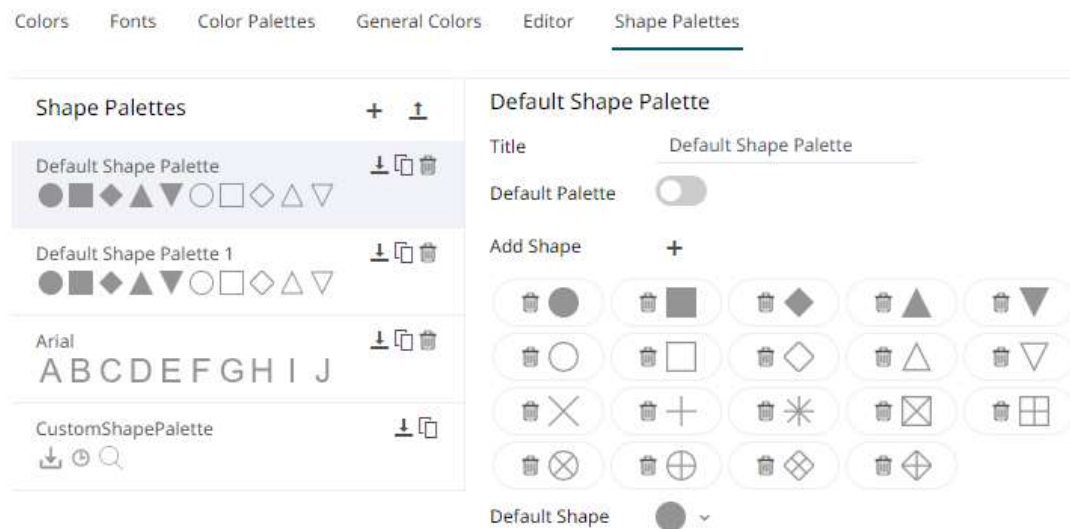 Colors Fonts Color Palettes General Colors Editor Shape Palettes
Shape Palettes
Default Shape Palette
Default Shape Palette 1
Arial
A B C D E F G H I J
CustomShapePalette
Default Shape Palette
Title Default Shape Palette
Default Palette
Add Shape
Default Shape